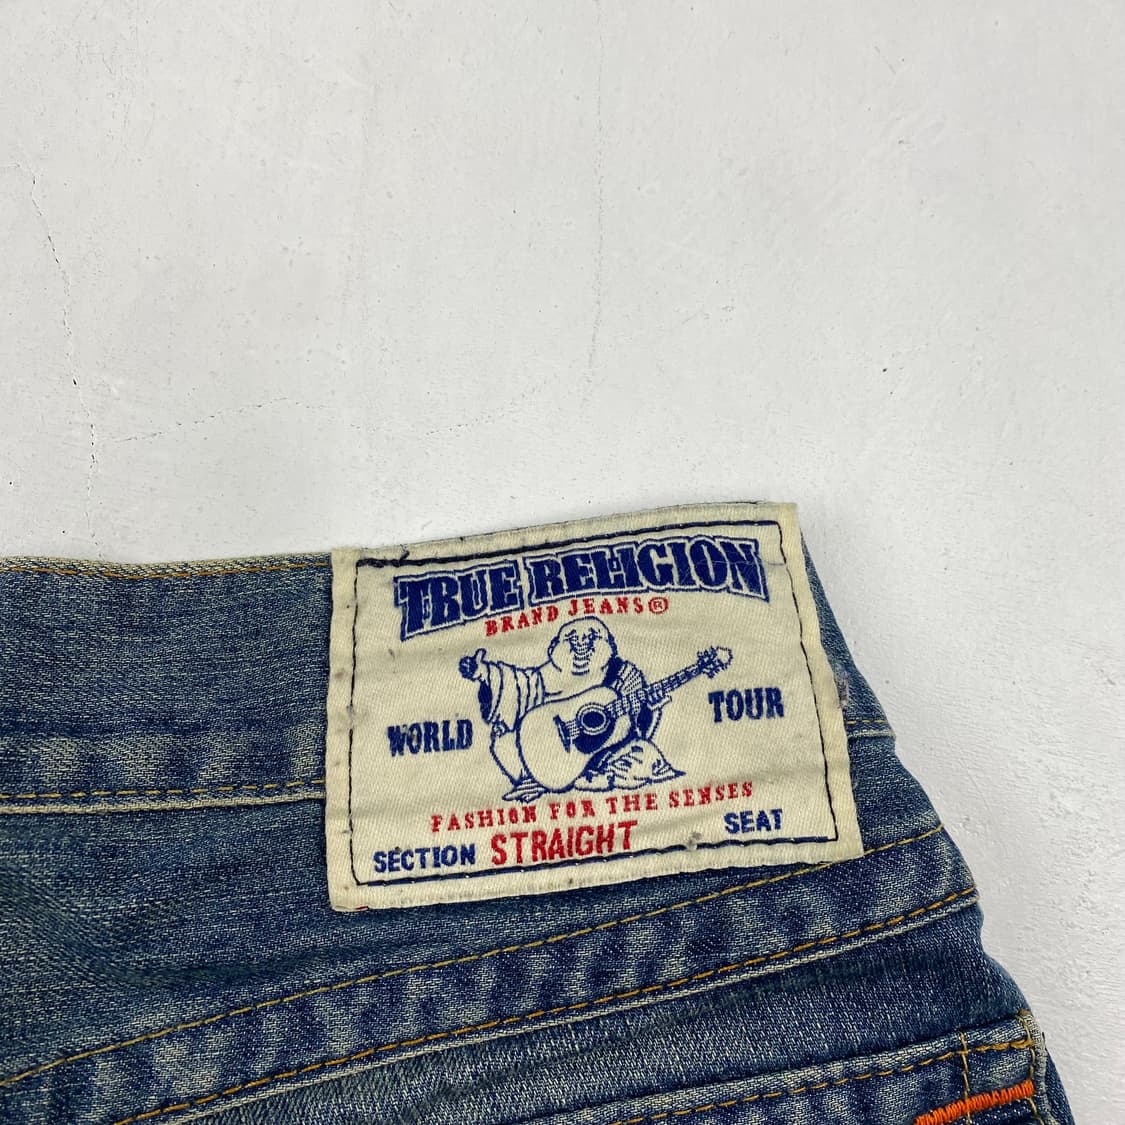 TRUE RELIGION
BRAND JEANS®
WORLD TOUR
FASHION FOR THE SENSES
SECTION STRAIGHT SEAT